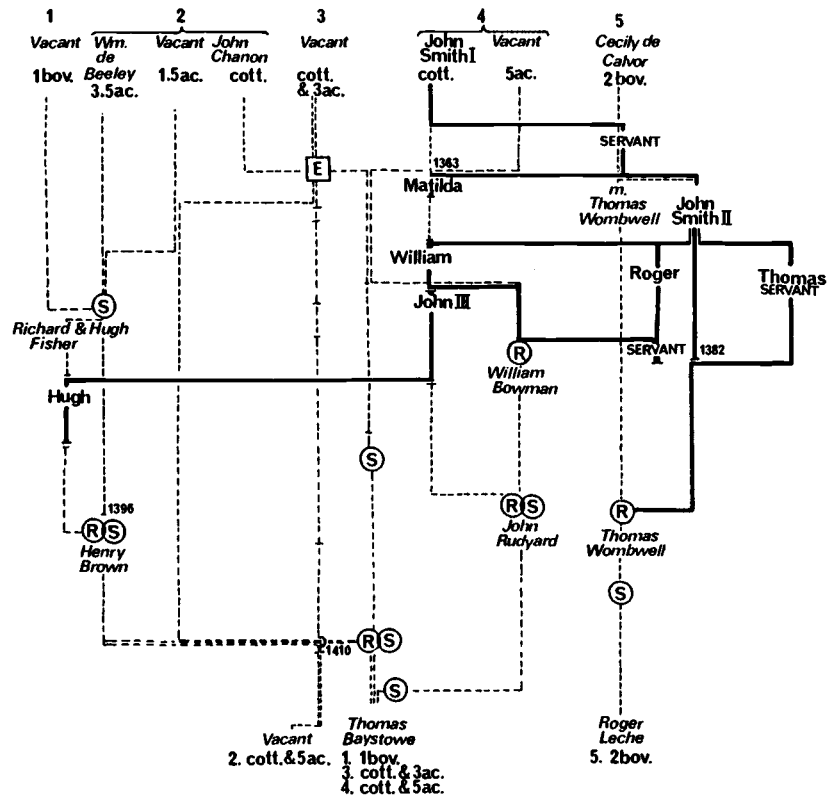 1 2 3 4 5
Vacant Wm. de Beeley Vacant John Chanon Vacant John Smith I Vacant Cecily de Calvor
1bov. 3.5ac. 1.5ac. cott. cott. & 3ac. cott. 5ac. 2bov.
SERVANT
E
1363
Matilda
m. Thomas Wombwell
John Smith II
William
Roger
Thomas
SERVANT
S
John III
Richard & Hugh
Fisher
SERVANT
1382
R
William
Bowman
Hugh
S
1396
R S
Henry
Brown
R S
John
Rudyard
R
Thomas
Wombwell
S
R S
1410
S
Vacant
2. cott.&5ac.
Thomas
Baystowe
1. 1bov.
3. cott.&3ac.
4. cott.&5ac.
Roger
Leche
5. 2bov.